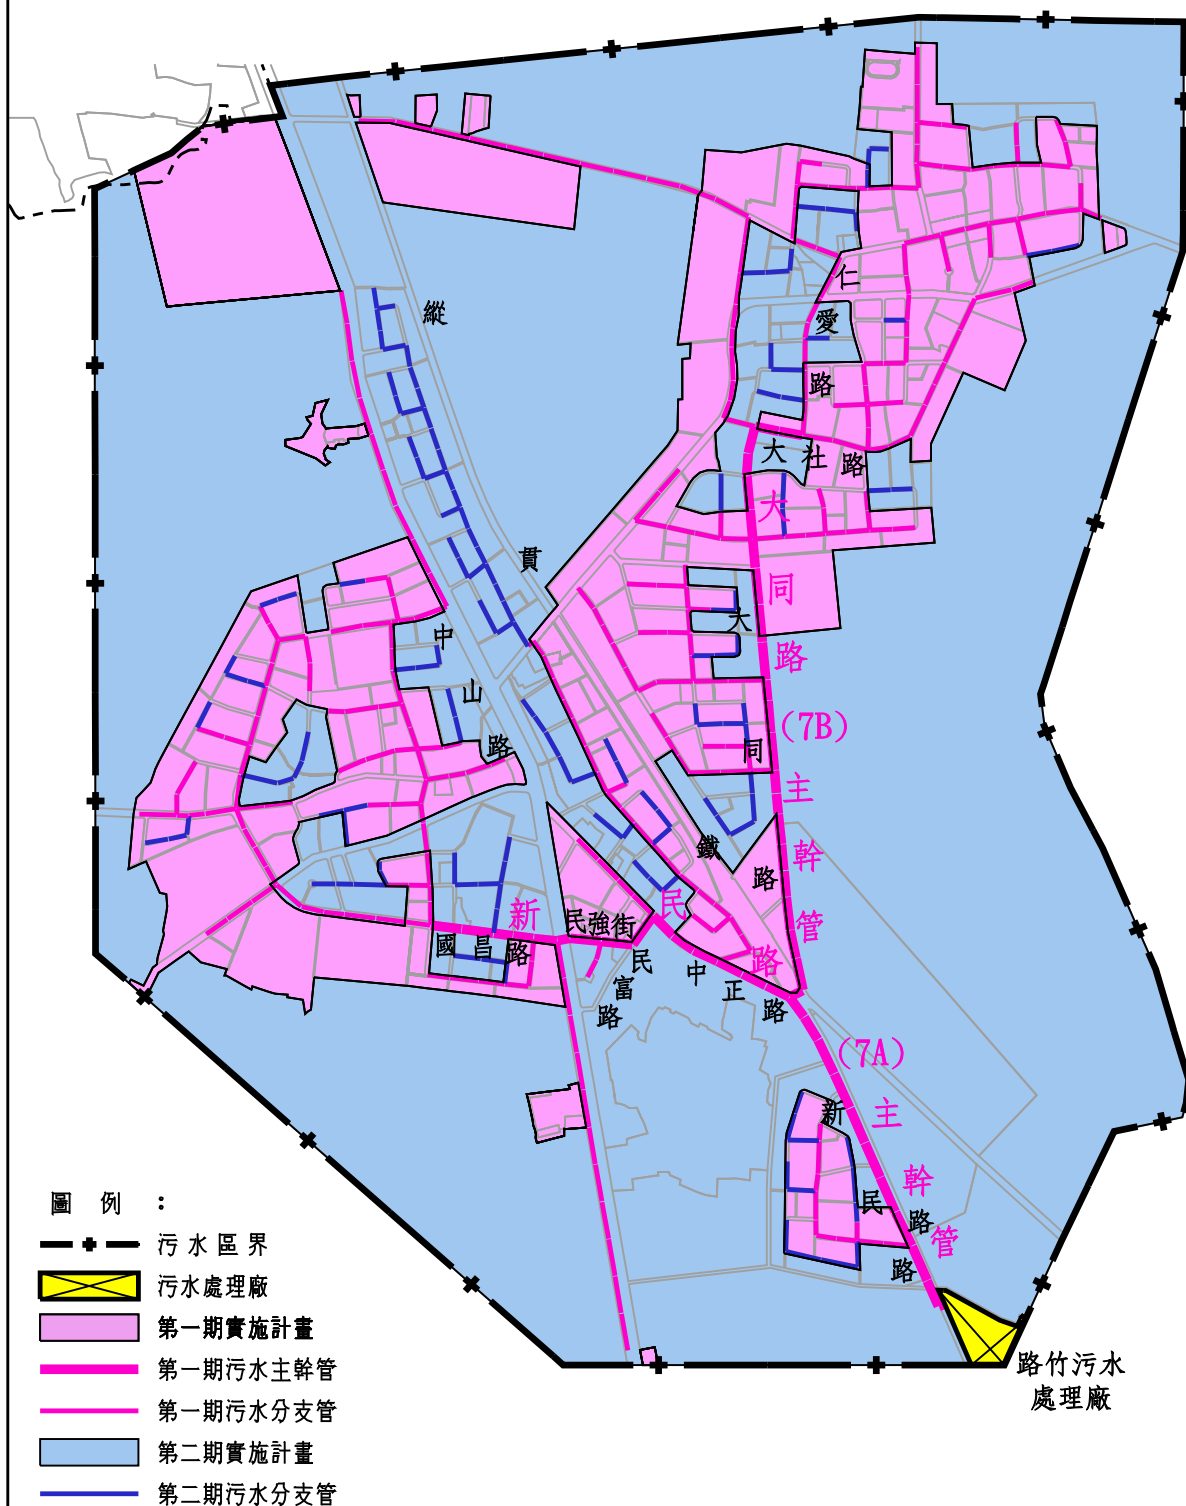 縱貫鐵路
仁愛路
大社路
大同路(7B)主幹管
大同路
中山路
新民路(7A)主幹管
民強街
國昌路
民富路
中正路
新民路
路竹污水
處理廠
圖例：
污水區界
污水處理廠
第一期實施計畫
第一期污水主幹管
第一期污水分支管
第二期實施計畫
第二期污水分支管